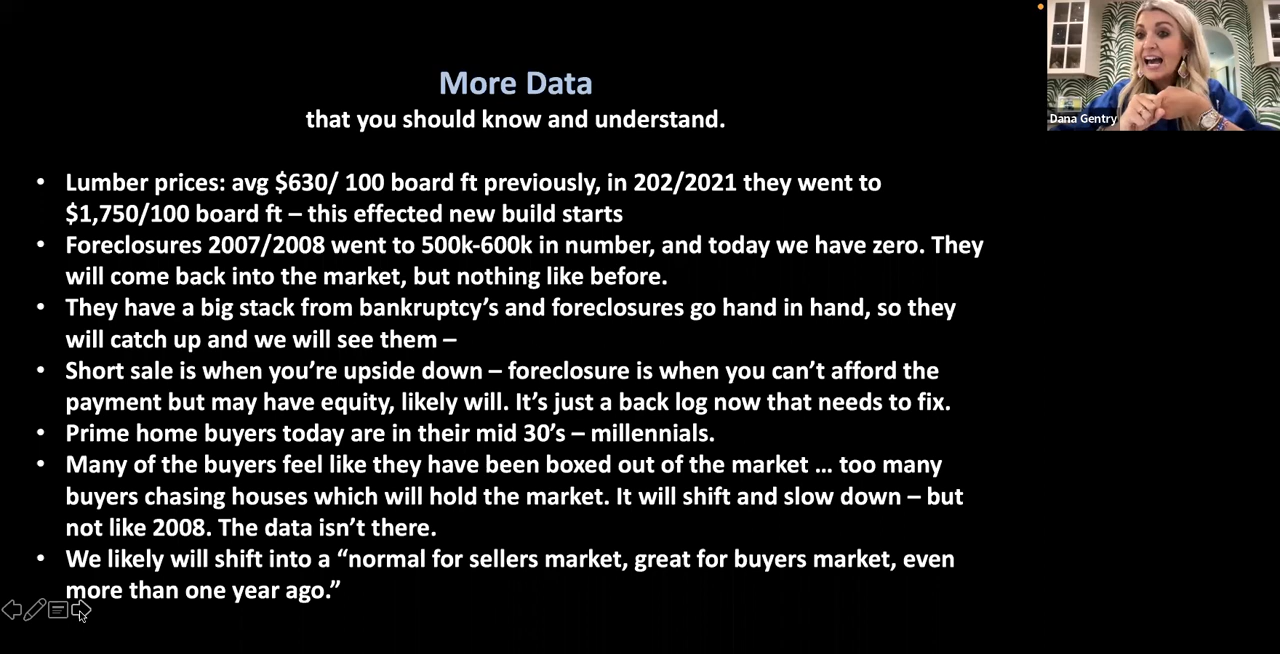 More Data
that you should know and understand.
• Lumber prices: avg $630/ 100 board ft previously, in 202/2021 they went to
$1,750/100 board ft – this effected new build starts
• Foreclosures 2007/2008 went to 500k-600k in number, and today we have zero. They
will come back into the market, but nothing like before.
• They have a big stack from bankruptcy’s and foreclosures go hand in hand, so they
will catch up and we will see them –
• Short sale is when you’re upside down – foreclosure is when you can’t afford the
payment but may have equity, likely will. It’s just a back log now that needs to fix.
• Prime home buyers today are in their mid 30’s – millennials.
• Many of the buyers feel like they have been boxed out of the market … too many
buyers chasing houses which will hold the market. It will shift and slow down – but
not like 2008. The data isn’t there.
• We likely will shift into a “normal for sellers market, great for buyers market, even
more than one year ago.”
Dana Gentry